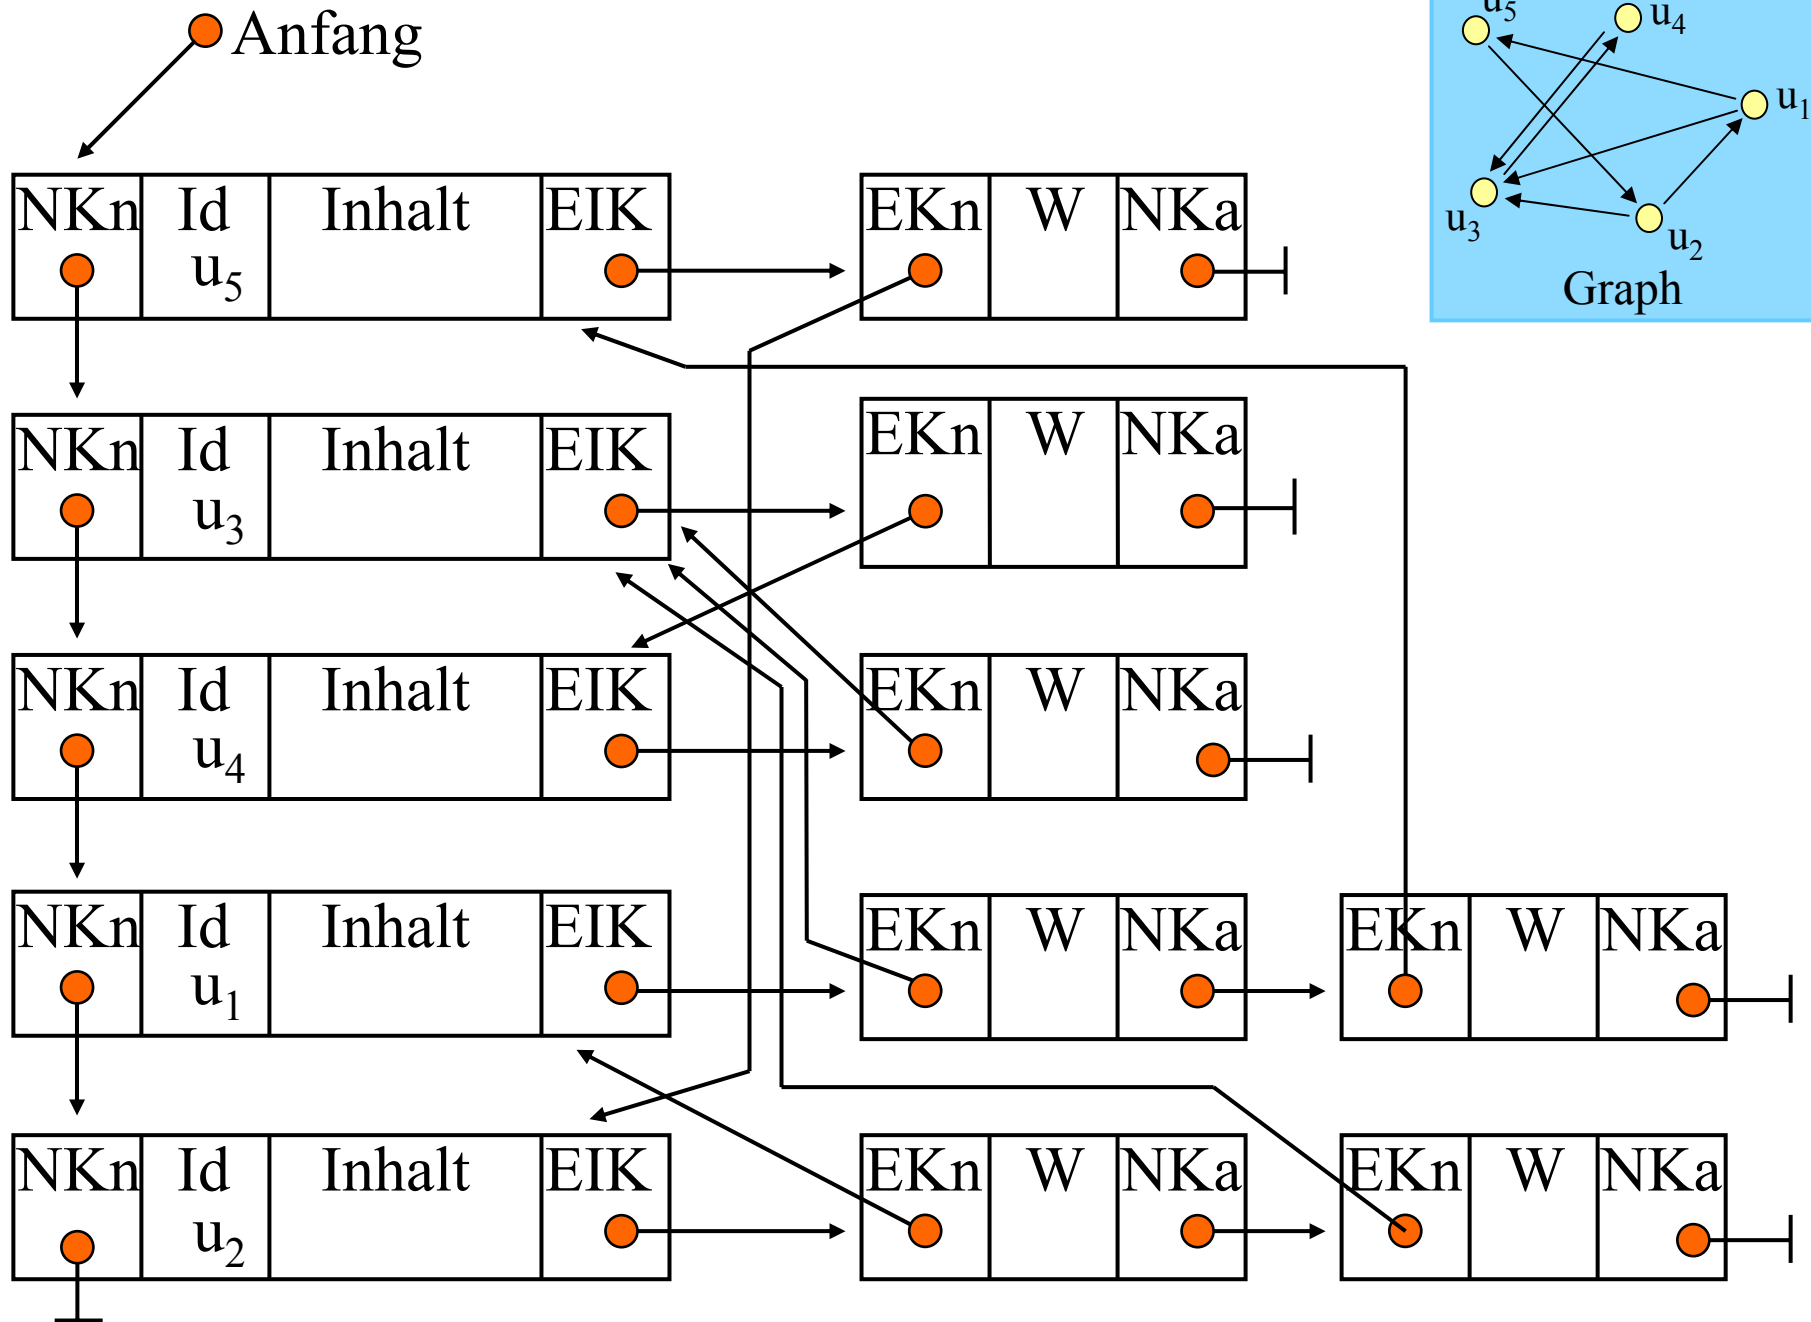 Anfang
u5
u4
u1
u3
u2
Graph
NKn Id Inhalt EIK EKn W NKa
u5
NKn Id Inhalt EIK EKn W NKa
u3
NKn Id Inhalt EIK EKn W NKa
u4
NKn Id Inhalt EIK EKn W NKa EKn W NKa
u1
NKn Id Inhalt EIK EKn W NKa EKn W NKa
u2